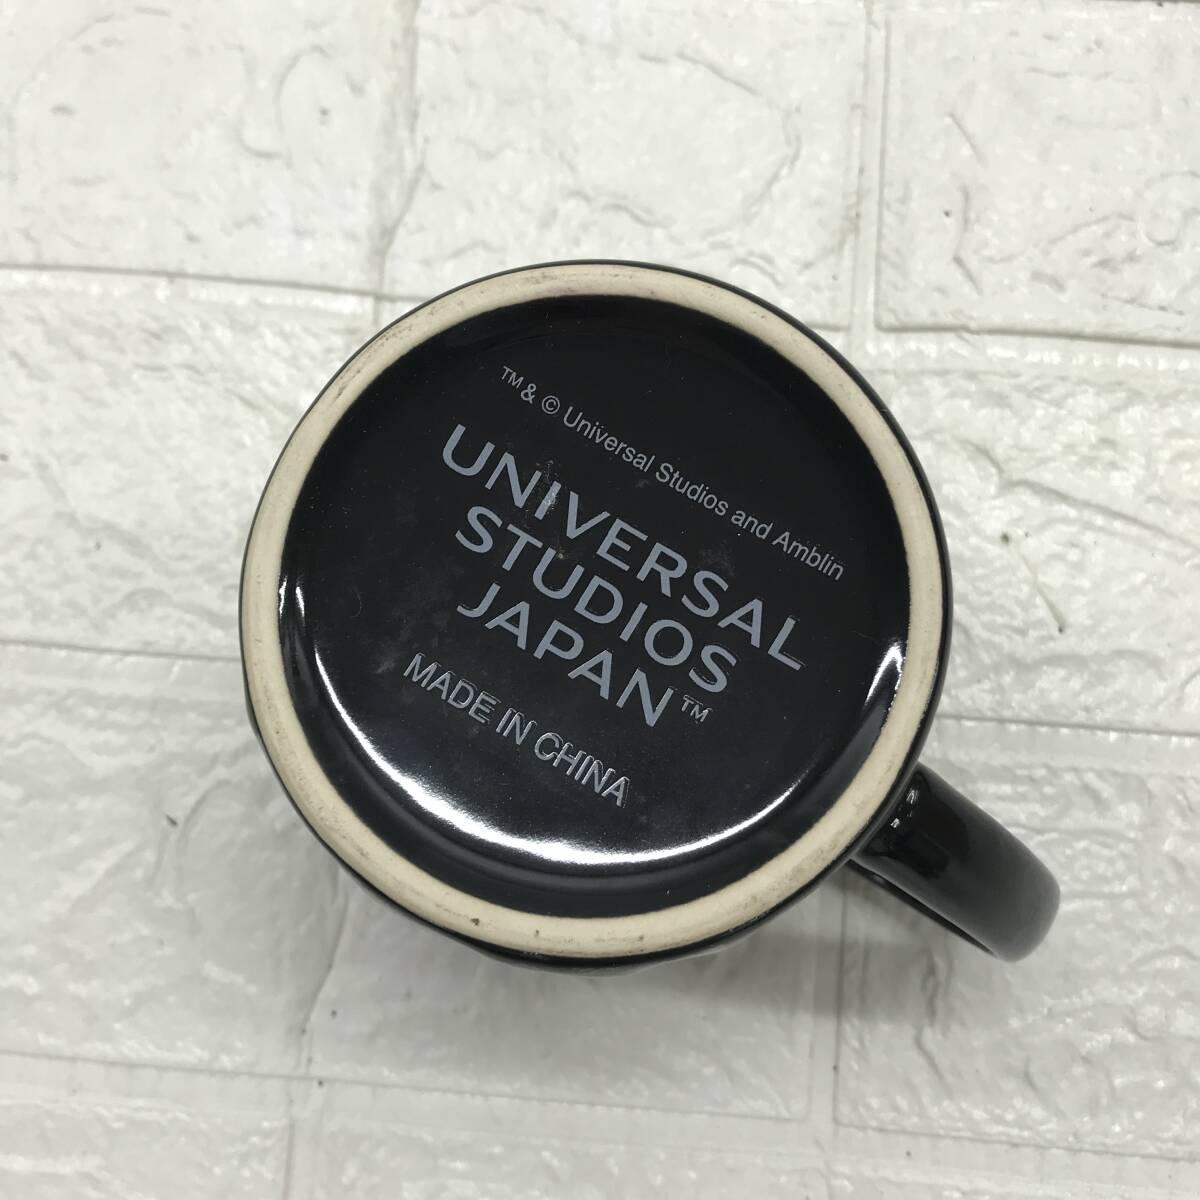 ™ & © Universal Studios and Amblin
UNIVERSAL
STUDIOS
JAPAN™
MADE IN CHINA